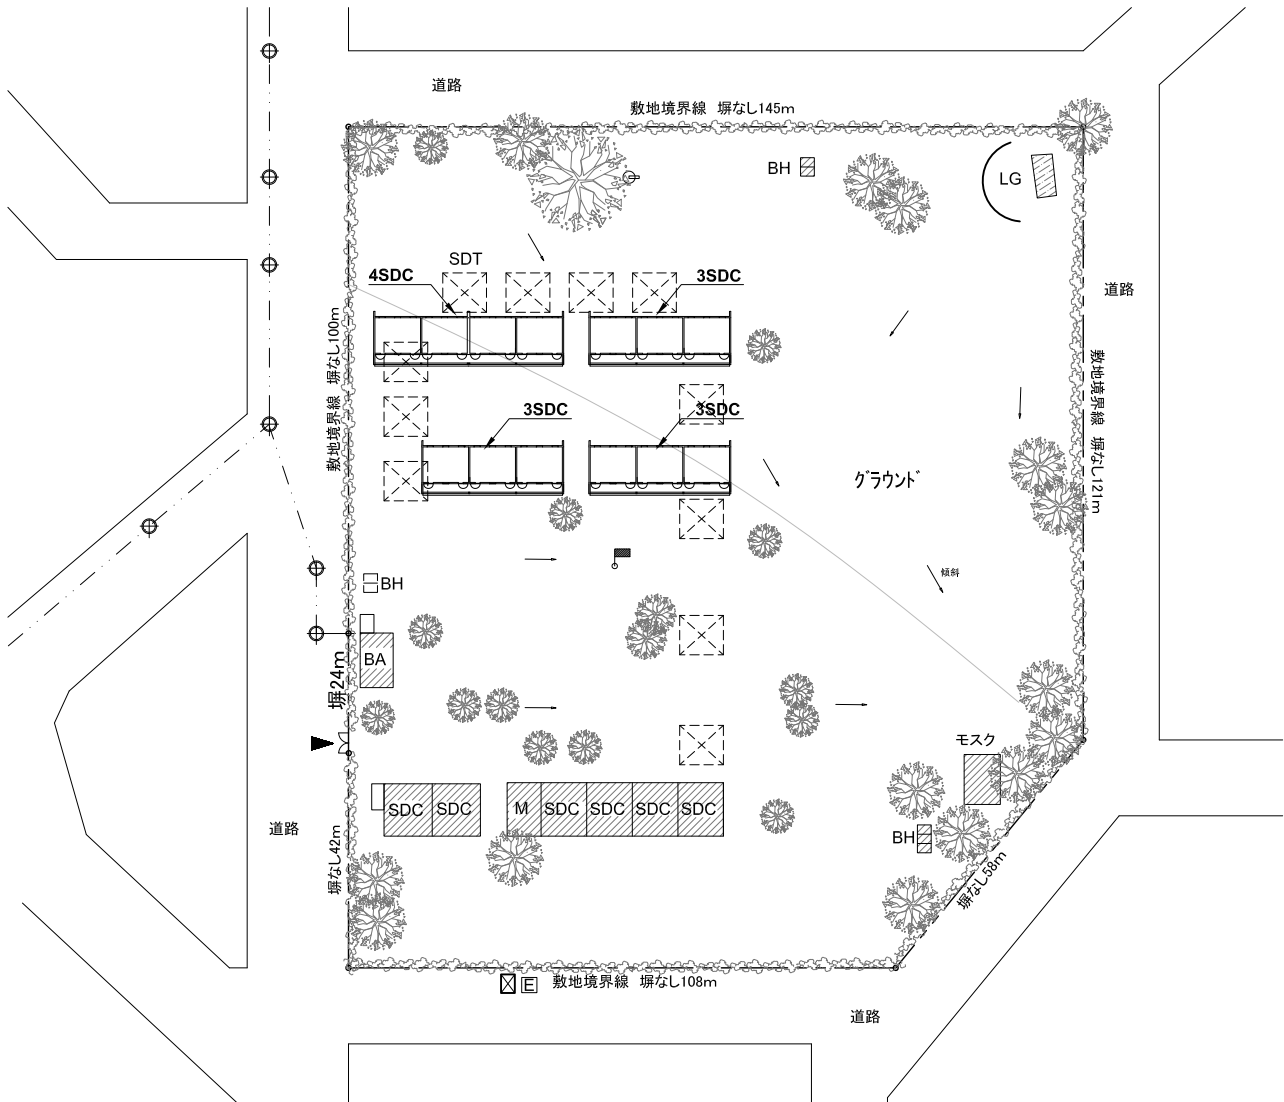 道路
敷地境界線 塀なし145m
BH
LG
SDT
4SDC
3SDC
道路
敷地境界線 塀なし100m
敷地境界線 塀なし121m
3SDC
3SDC
グラウンド
傾斜
BH
BA
塀24m
モスク
SDC
SDC
M
SDC
SDC
SDC
SDC
道路
塀なし42m
BH
塀なし58m
E
敷地境界線 塀なし108m
道路